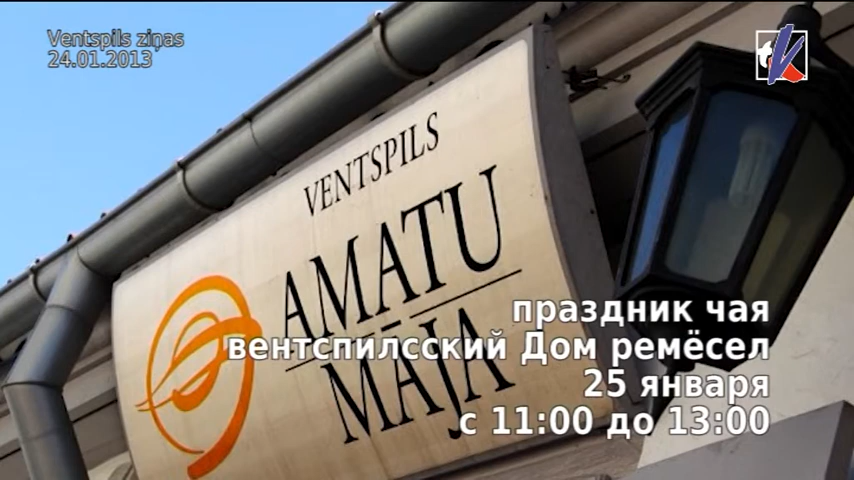 Ventspils ziņas
24.01.2013
VENTSPILS
AMATU
MĀJA
праздник чая
вентспилсский Дом ремёсел
25 января
с 11:00 до 13:00